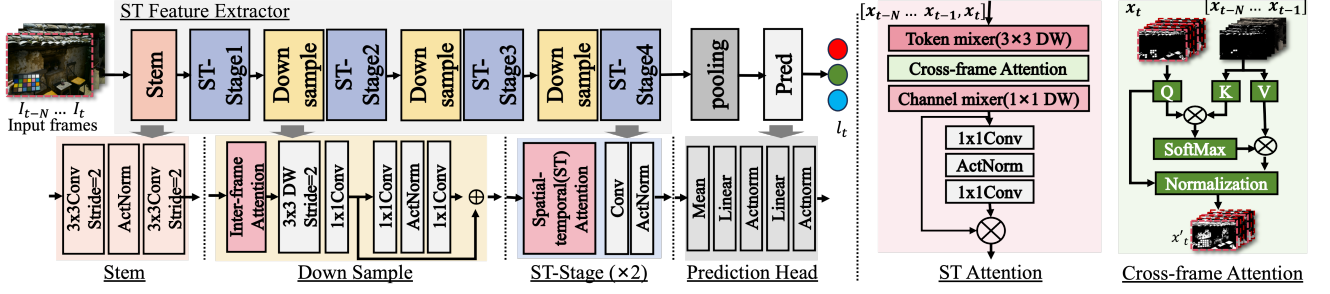 ST Feature Extractor
I_{t-N} ... I_t
Input frames
Stem
ST-
Stage1
Down
sample
ST-
Stage2
Down
sample
ST-
Stage3
Down
sample
ST-
Stage4
pooling
Pred
l_t
3x3Conv
Stride=2
ActNorm
3x3Conv
Stride=2
Stem
Inter-frame
Attention
3x3 DW
Stride=2
1x1Conv
1x1Conv
ActNorm
1x1Conv
Down Sample
Spatial-
temporal(ST)
Attention
Conv
ActNorm
ST-Stage (×2)
Mean
Linear
Actnorm
Linear
Actnorm
Prediction Head
[x_{t-N} ... x_{t-1}, x_t]
Token mixer(3×3 DW)
Cross-frame Attention
Channel mixer(1×1 DW)
1x1Conv
ActNorm
1x1Conv
ST Attention
x_t
[x_{t-N} ... x_{t-1}]
Q
K
V
SoftMax
Normalization
x'_t
Cross-frame Attention